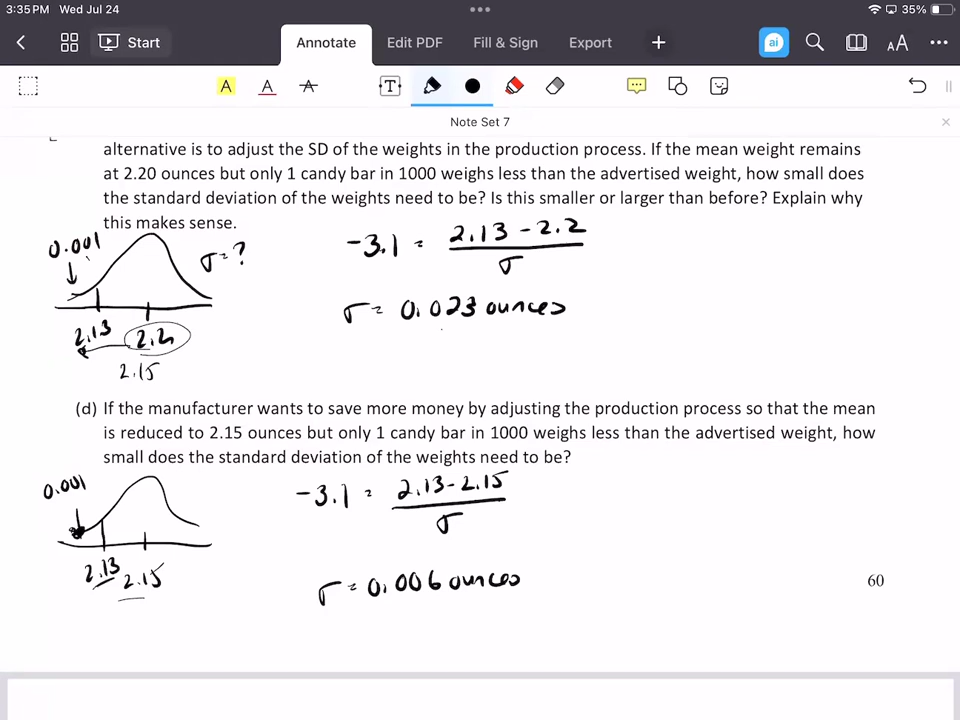 3:35 PM Wed Jul 24 35%
Start Annotate Edit PDF Fill & Sign Export + ai AA
A A A T
Note Set 7
alternative is to adjust the SD of the weights in the production process. If the mean weight remains
at 2.20 ounces but only 1 candy bar in 1000 weighs less than the advertised weight, how small does
the standard deviation of the weights need to be? Is this smaller or larger than before? Explain why
this makes sense.
0.001
σ = ?
-3.1 = 2.13 - 2.2
σ
σ = 0.023 ounces
2.13 2.2
2.15
(d) If the manufacturer wants to save more money by adjusting the production process so that the mean
is reduced to 2.15 ounces but only 1 candy bar in 1000 weighs less than the advertised weight, how
small does the standard deviation of the weights need to be?
0.001
-3.1 = 2.13 - 2.15
σ
2.13 2.15
σ = 0.006 ounces
60